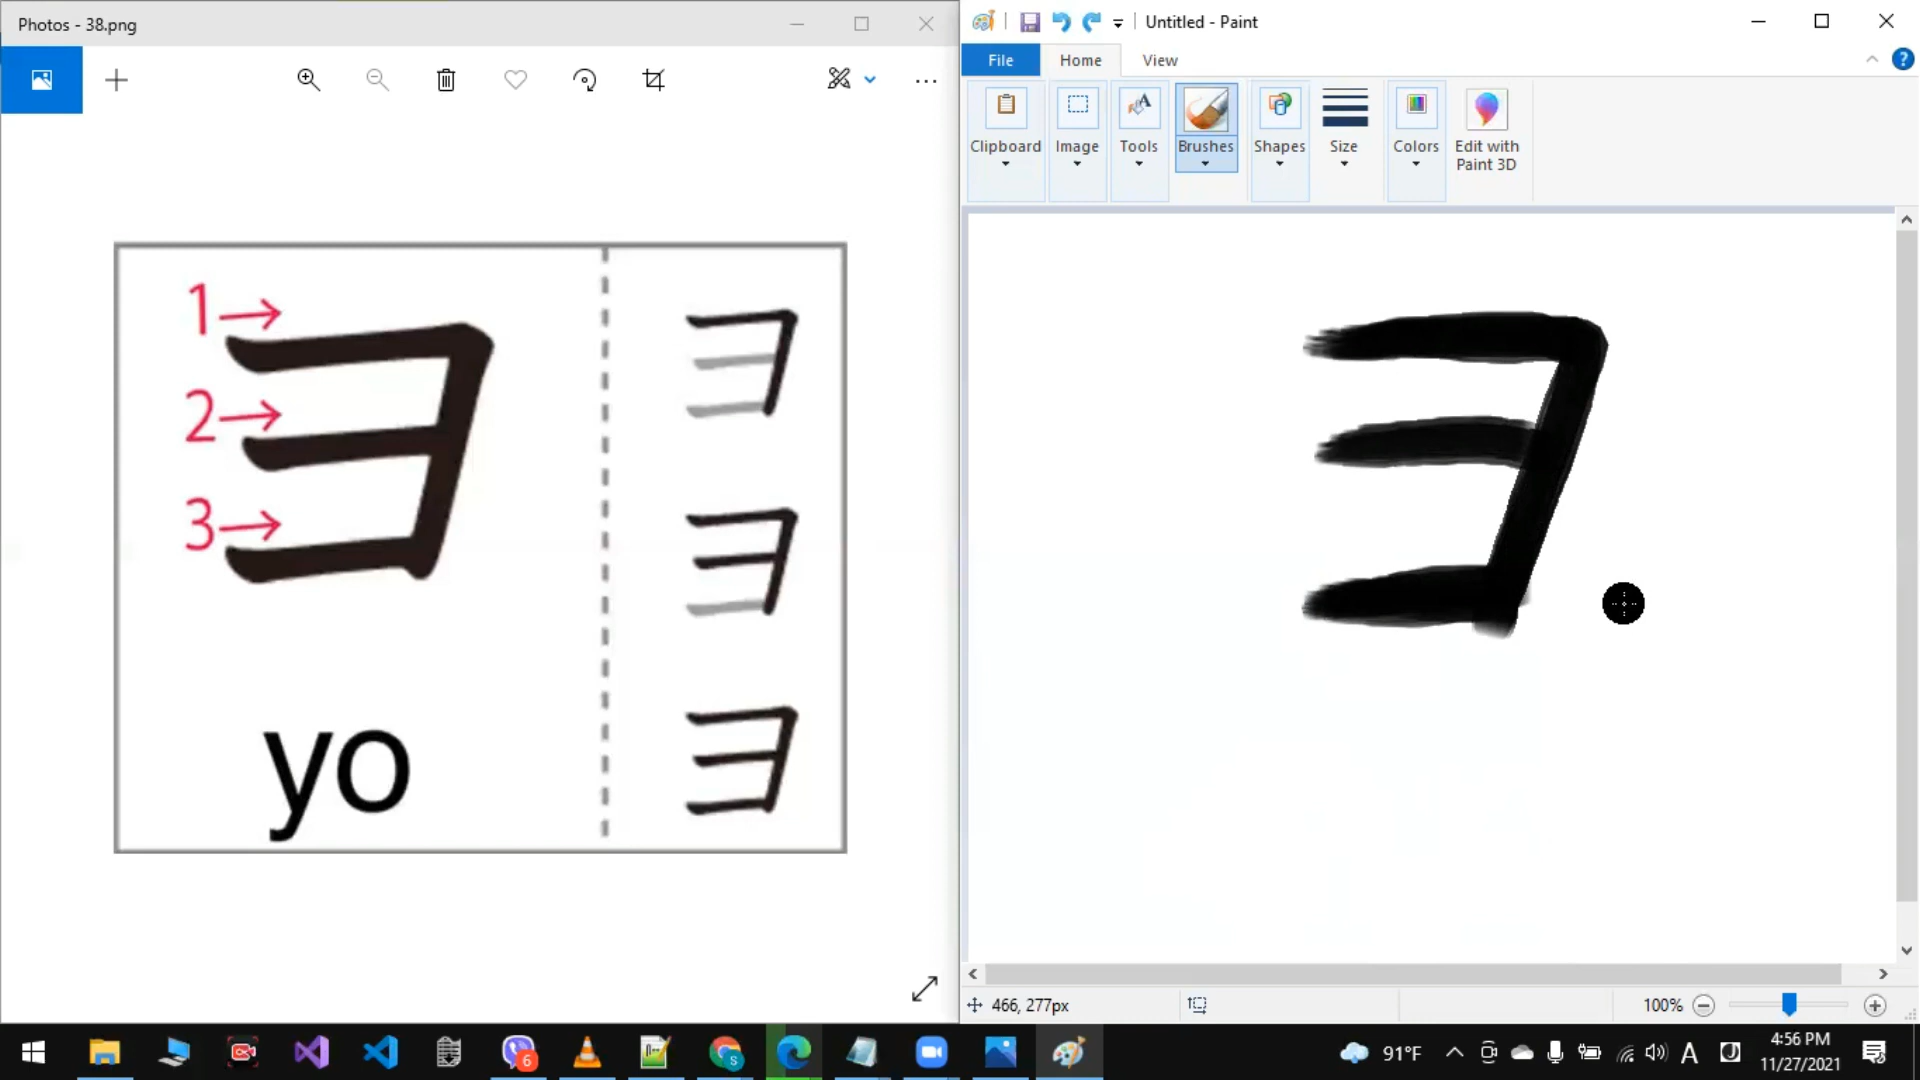 Photos - 38.png
Untitled - Paint
File Home View
Clipboard Image Tools Brushes Shapes Size Colors Edit with Paint 3D
1→
2→
3→
ヨ
yo
ヨ
ヨ
ヨ
ヨ
466, 277px
100%
6
S
91°F
A
J
4:56 PM
11/27/2021